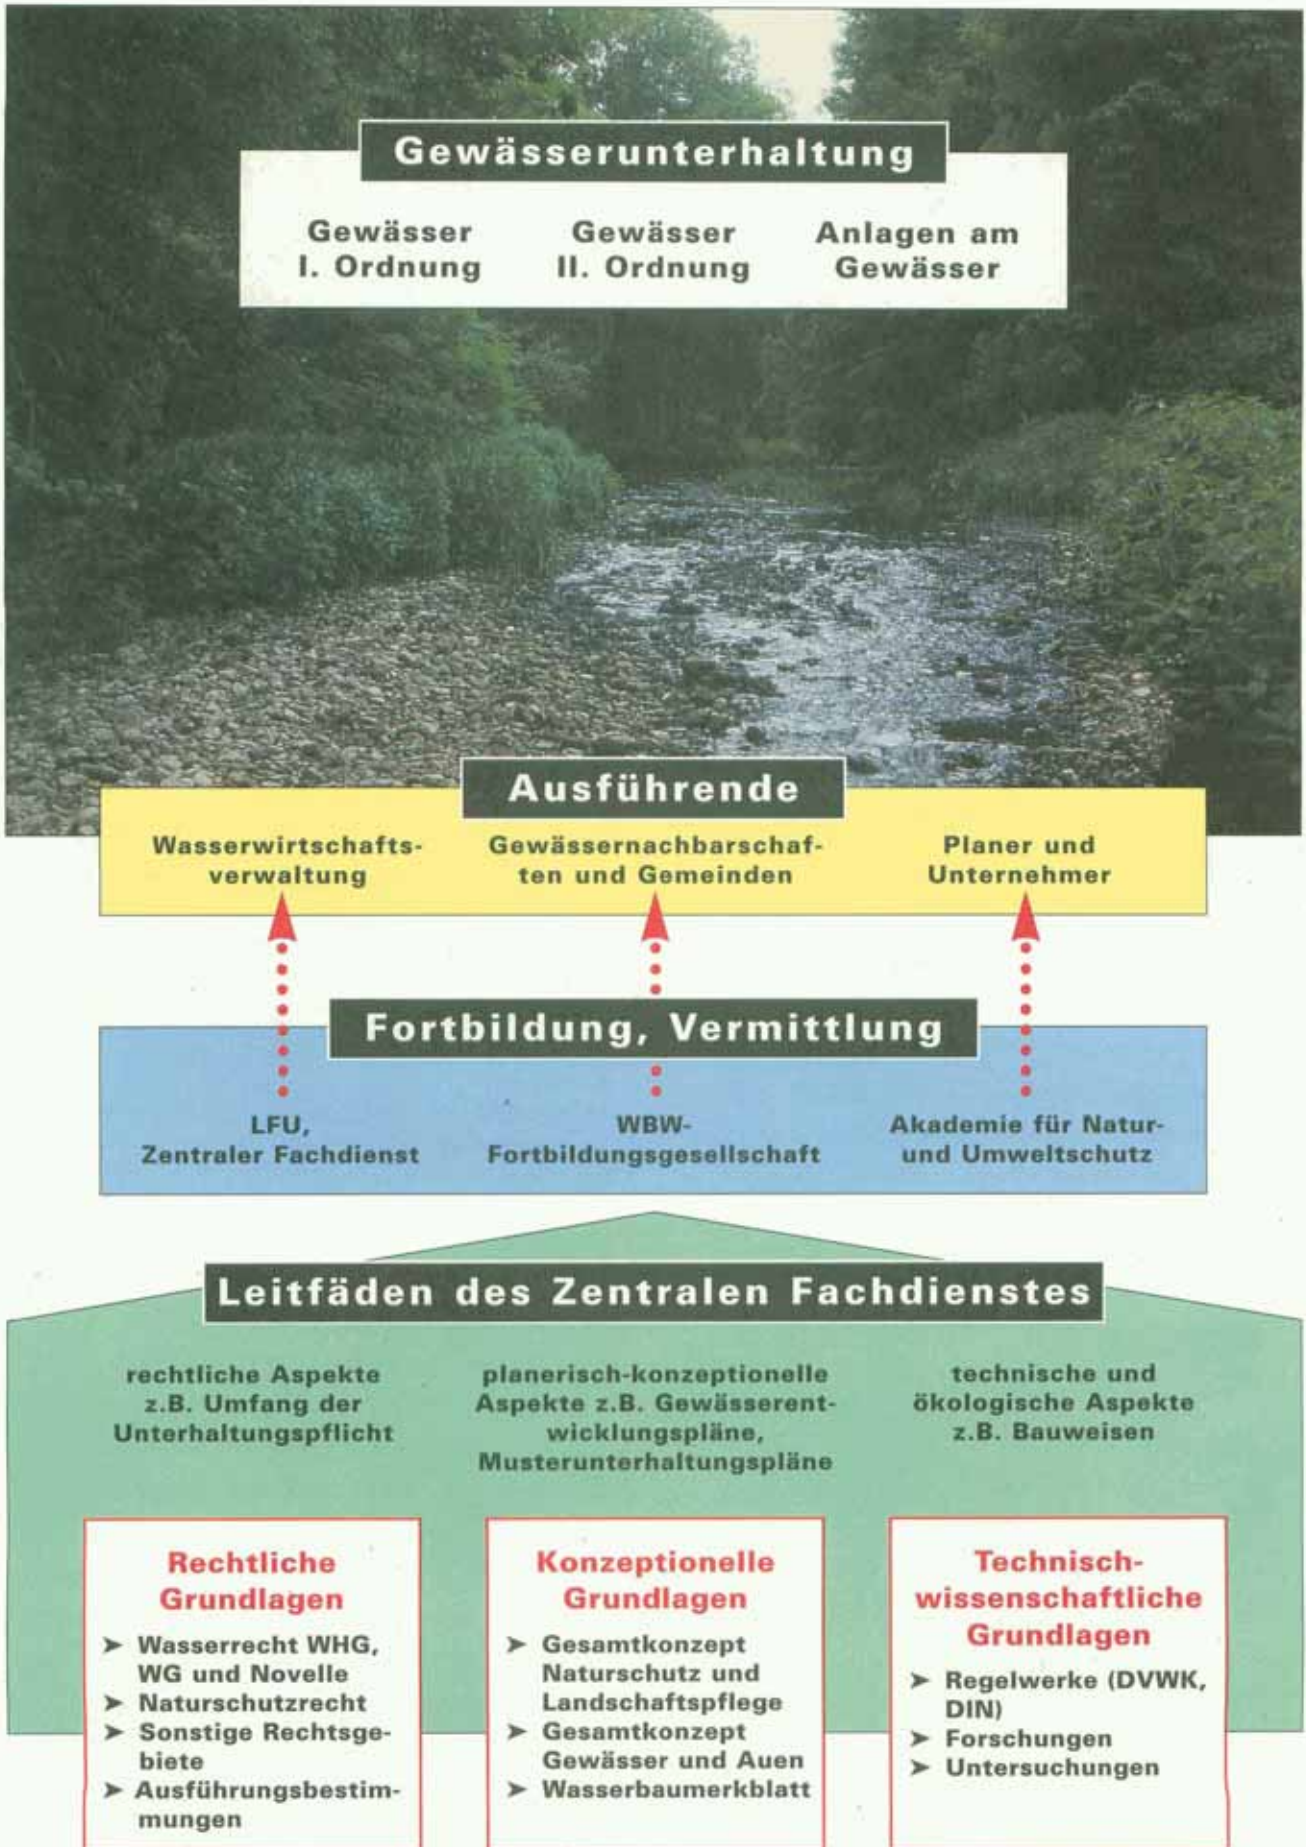 Gewässerunterhaltung
Gewässer
I. Ordnung
Gewässer
II. Ordnung
Anlagen am
Gewässer
Ausführende
Wasserwirtschafts-
verwaltung
Gewässernachbarschaf-
ten und Gemeinden
Planer und
Unternehmer
Fortbildung, Vermittlung
LFU,
Zentraler Fachdienst
WBW-
Fortbildungsgesellschaft
Akademie für Natur-
und Umweltschutz
Leitfäden des Zentralen Fachdienstes
rechtliche Aspekte
z.B. Umfang der
Unterhaltungspflicht
planerisch-konzeptionelle
Aspekte z.B. Gewässerent-
wicklungspläne,
Musterunterhaltungspläne
technische und
ökologische Aspekte
z.B. Bauweisen
Rechtliche
Grundlagen
➤ Wasserrecht WHG,
WG und Novelle
➤ Naturschutzrecht
➤ Sonstige Rechtsge-
biete
➤ Ausführungsbestim-
mungen
Konzeptionelle
Grundlagen
➤ Gesamtkonzept
Naturschutz und
Landschaftspflege
➤ Gesamtkonzept
Gewässer und Auen
➤ Wasserbaumerkblatt
Technisch-
wissenschaftliche
Grundlagen
➤ Regelwerke (DVWK,
DIN)
➤ Forschungen
➤ Untersuchungen